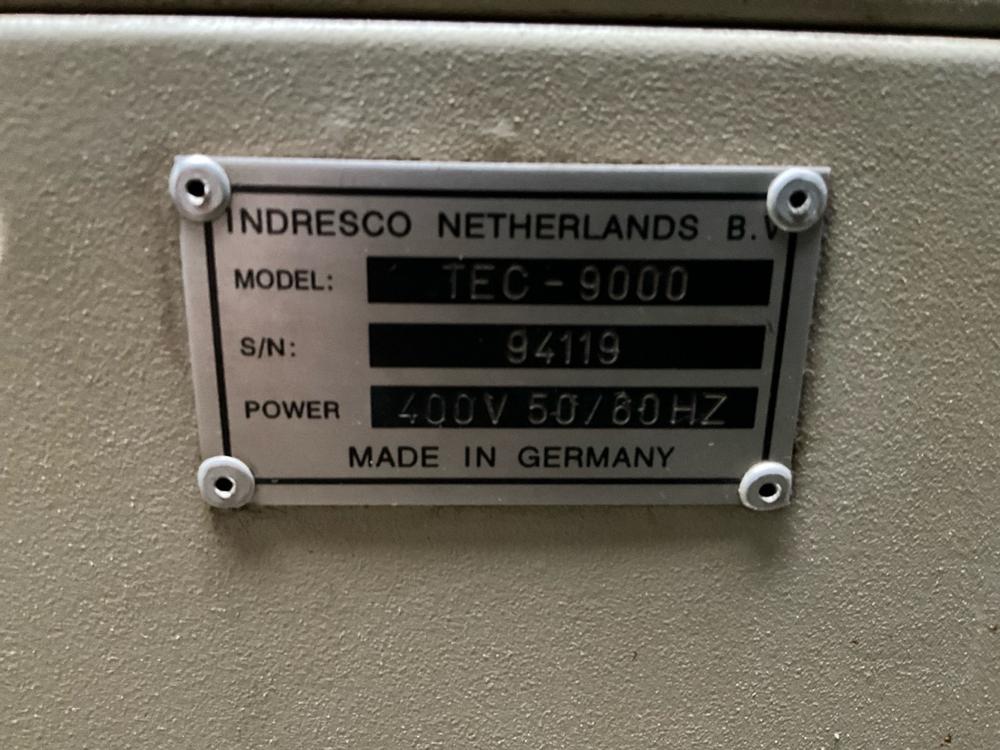 INDRESCO NETHERLANDS B.V
MODEL: TEC-9000
S/N: 94119
POWER 400V 50/60HZ
MADE IN GERMANY